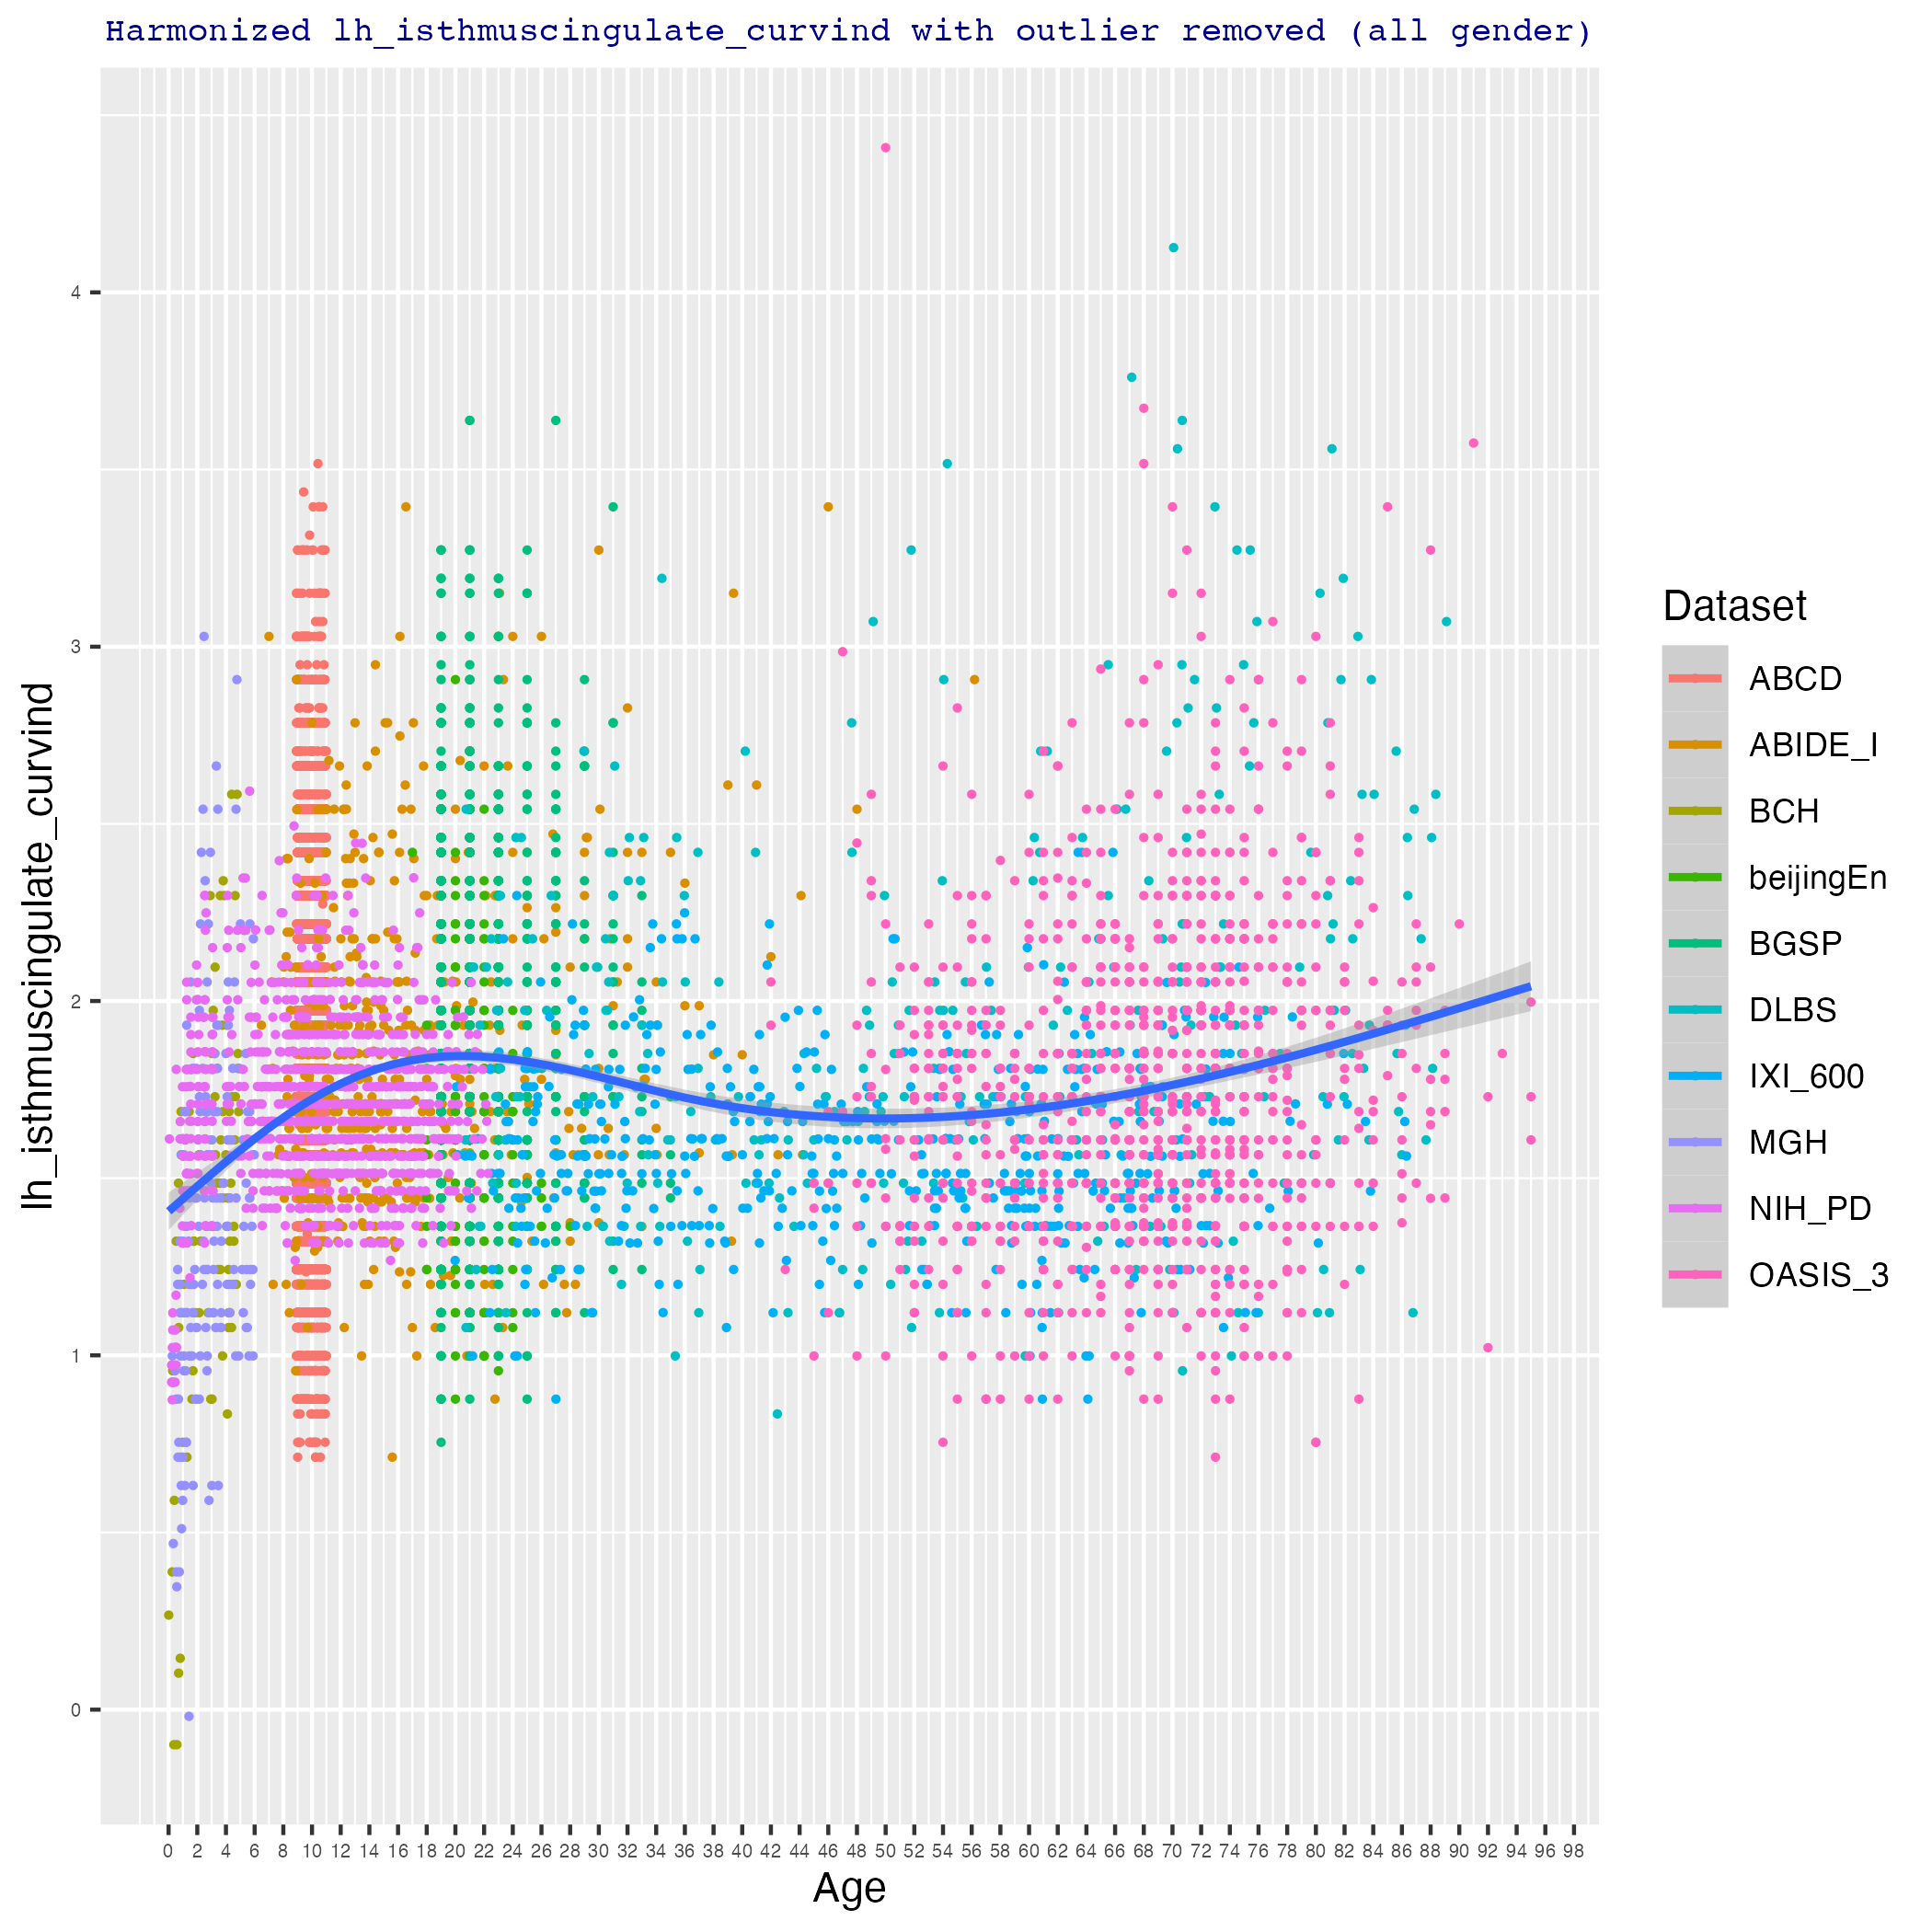 Harmonized lh_isthmuscingulate_curvind with outlier removed (all gender)
lh_isthmuscingulate_curvind
4
3
2
1
0
0 2 4 6 8 10 12 14 16 18 20 22 24 26 28 30 32 34 36 38 40 42 44 46 48 50 52 54 56 58 60 62 64 66 68 70 72 74 76 78 80 82 84 86 88 90 92 94 96 98
Age
Dataset
ABCD
ABIDE_I
BCH
beijingEn
BGSP
DLBS
IXI_600
MGH
NIH_PD
OASIS_3